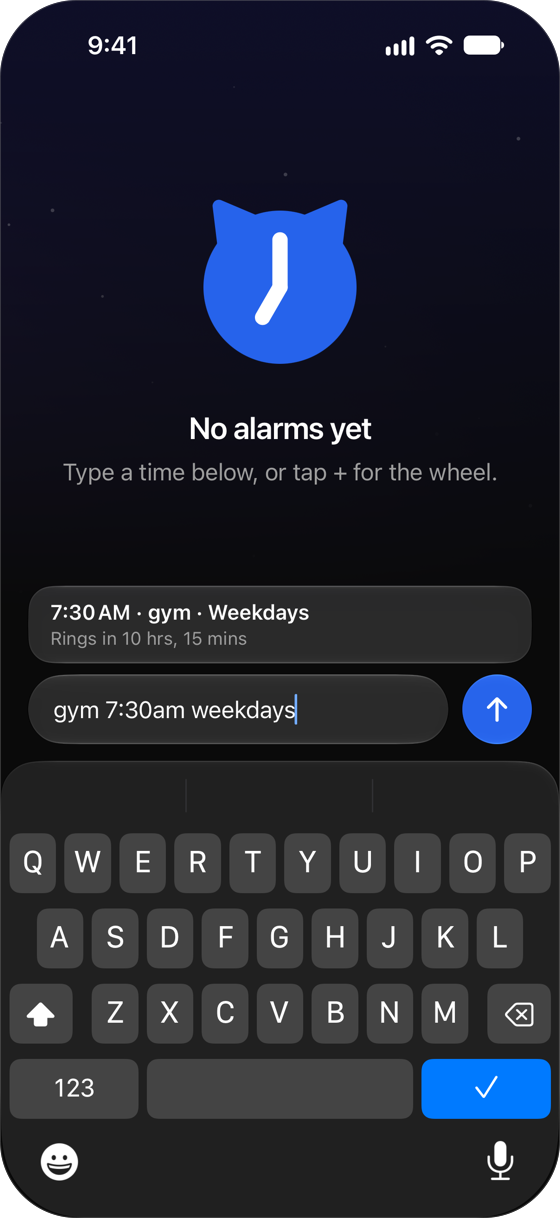 9:41
No alarms yet
Type a time below, or tap + for the wheel.
7:30 AM · gym · Weekdays
Rings in 10 hrs, 15 mins
gym 7:30am weekdays
Q W E R T Y U I O P
A S D F G H J K L
Z X C V B N M
123